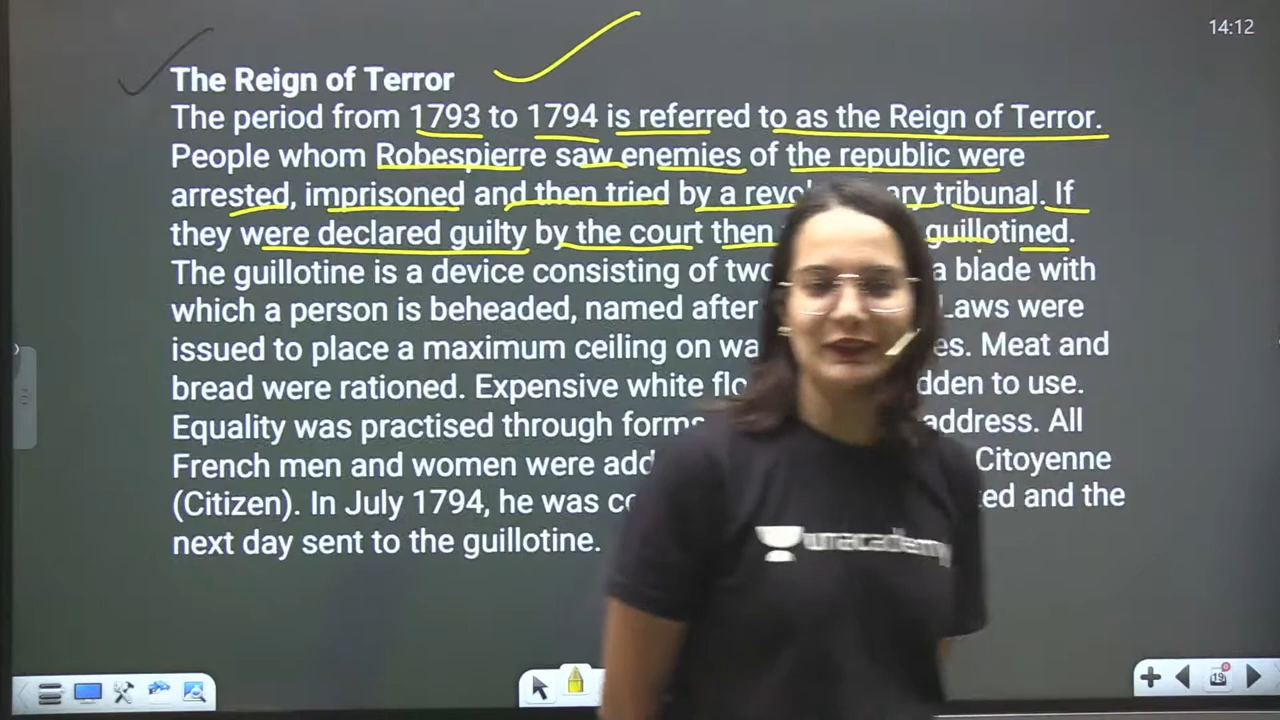 14:12
The Reign of Terror
The period from 1793 to 1794 is referred to as the Reign of Terror.
People whom Robespierre saw enemies of the republic were
arrested, imprisoned and then tried by a tribunal. If
they were declared guilty by the court then guillotined.
The guillotine is a device consisting of two a blade with
which a person is beheaded, named after Laws were
issued to place a maximum ceiling on Meat and
bread were rationed. Expensive white to use.
Equality was practised through forms address. All
French men and women were Citoyenne
(Citizen). In July 1794, he was and the
next day sent to the guillotine.
unacademy
19